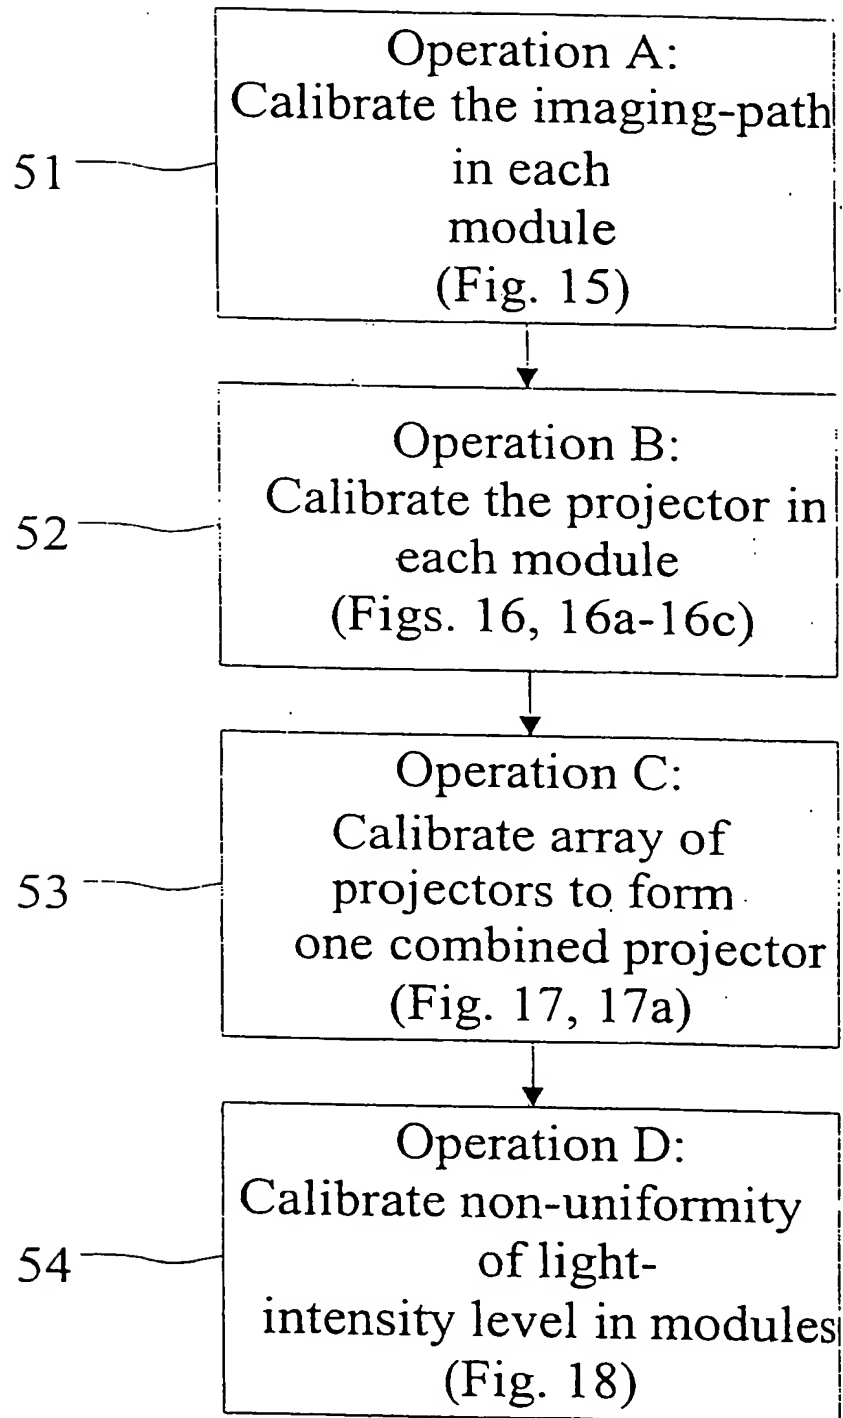 Operation A:
Calibrate the imaging-path
in each
module
(Fig. 15)
51
Operation B:
Calibrate the projector in
each module
(Figs. 16, 16a-16c)
52
Operation C:
Calibrate array of
projectors to form
one combined projector
(Fig. 17, 17a)
53
Operation D:
Calibrate non-uniformity
of light-
intensity level in modules
(Fig. 18)
54